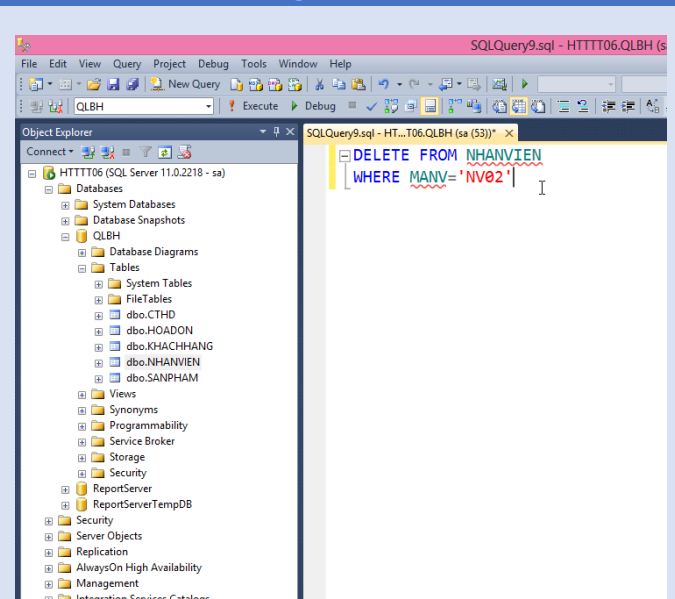 SQLQuery9.sql - HTTTT06.QLBH (sa
File Edit View Query Project Debug Tools Window Help
New Query
QLBH Execute Debug
Object Explorer
SQLQuery9.sql - HT...T06.QLBH (sa (53))*
Connect
DELETE FROM NHANVIEN
WHERE MANV='NV02'
HTTTT06 (SQL Server 11.0.2218 - sa)
Databases
System Databases
Database Snapshots
QLBH
Database Diagrams
Tables
System Tables
FileTables
dbo.CTHD
dbo.HOADON
dbo.KHACHHANG
dbo.NHANVIEN
dbo.SANPHAM
Views
Synonyms
Programmability
Service Broker
Storage
Security
ReportServer
ReportServerTempDB
Security
Server Objects
Replication
AlwaysOn High Availability
Management
Integration Services Catalogs